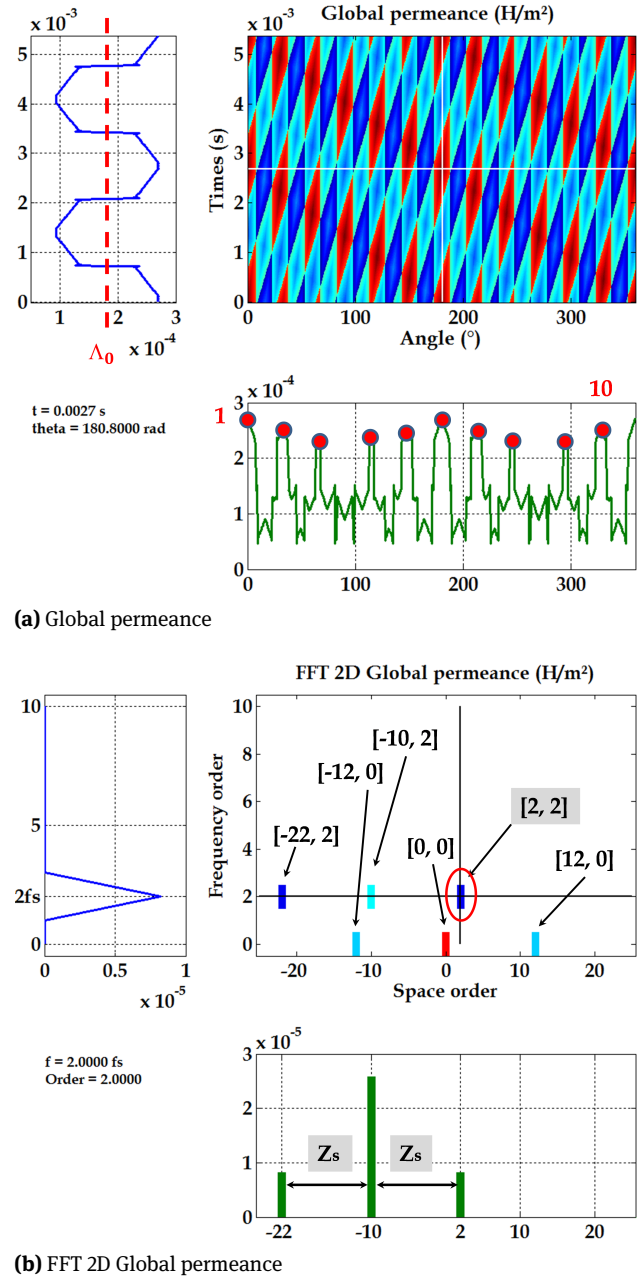 Global permeance (H/m²)
x 10⁻³
x 10⁻³
5
4
3
2
1
0
Times (s)
5
4
3
2
1
0
1
3
5
x 10⁻⁴
Λ₀
0
100
200
300
Angle (°)
t = 0.0027 s
theta = 180.8000 rad
x 10⁻⁴
1
10
3
2
1
0
0
100
200
300
(a) Global permeance
FFT 2D Global permeance (H/m²)
10
5
2fs
0
0
0.5
1
x 10⁻⁵
Frequency order
10
8
6
4
2
0
[-10, 2]
[-12, 0]
[2, 2]
[-22, 2]
[0, 0]
[12, 0]
-20
-10
0
10
20
Space order
f = 2.0000 fs
Order = 2.0000
x 10⁻⁵
3
2
1
0
Zs
Zs
-22
-10
2
10
20
(b) FFT 2D Global permeance